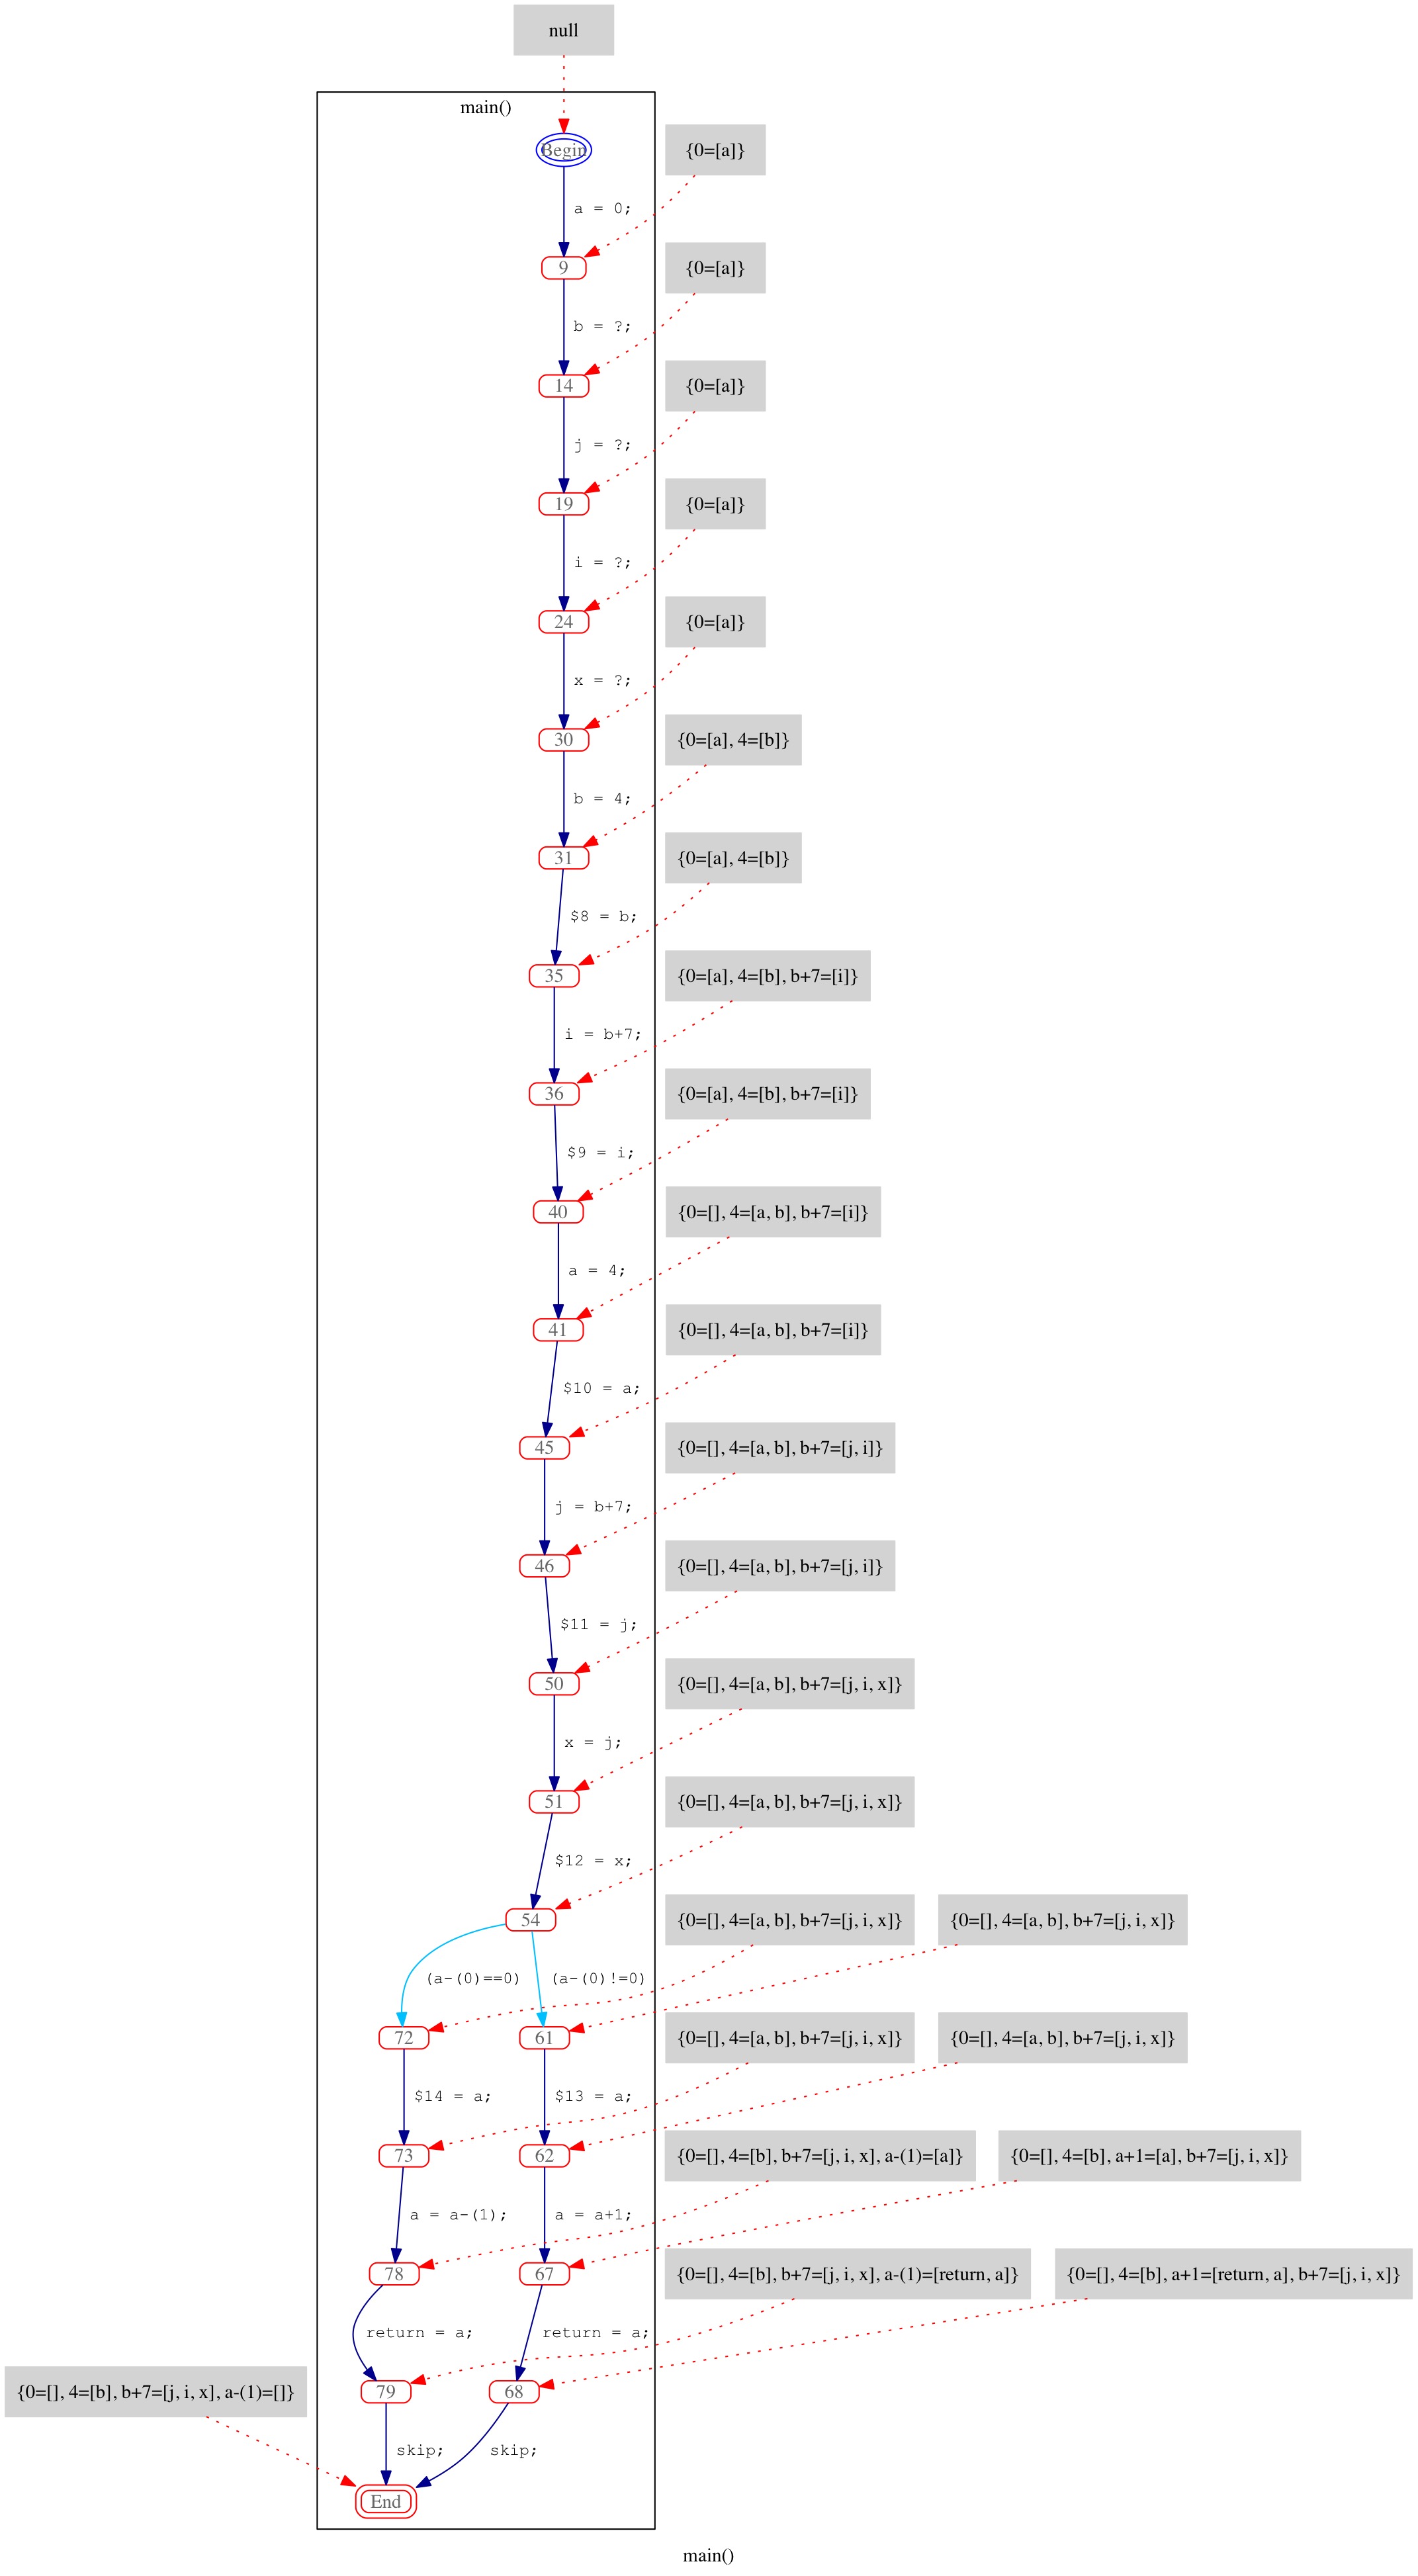 null
main()
Begin
{0=[a]}
a = 0;
9
{0=[a]}
b = ?;
14
{0=[a]}
j = ?;
19
{0=[a]}
i = ?;
24
{0=[a]}
x = ?;
30
{0=[a], 4=[b]}
b = 4;
31
{0=[a], 4=[b]}
$8 = b;
35
{0=[a], 4=[b], b+7=[i]}
i = b+7;
36
{0=[a], 4=[b], b+7=[i]}
$9 = i;
40
{0=[], 4=[a, b], b+7=[i]}
a = 4;
41
{0=[], 4=[a, b], b+7=[i]}
$10 = a;
45
{0=[], 4=[a, b], b+7=[j, i]}
j = b+7;
46
{0=[], 4=[a, b], b+7=[j, i]}
$11 = j;
50
{0=[], 4=[a, b], b+7=[j, i, x]}
x = j;
51
{0=[], 4=[a, b], b+7=[j, i, x]}
$12 = x;
54
{0=[], 4=[a, b], b+7=[j, i, x]}
{0=[], 4=[a, b], b+7=[j, i, x]}
(a-(0)==0)
(a-(0)!=0)
72
61
{0=[], 4=[a, b], b+7=[j, i, x]}
{0=[], 4=[a, b], b+7=[j, i, x]}
$14 = a;
$13 = a;
73
62
{0=[], 4=[b], b+7=[j, i, x], a-(1)=[a]}
{0=[], 4=[b], a+1=[a], b+7=[j, i, x]}
a = a-(1);
a = a+1;
78
67
{0=[], 4=[b], b+7=[j, i, x], a-(1)=[return, a]}
{0=[], 4=[b], a+1=[return, a], b+7=[j, i, x]}
return = a;
return = a;
{0=[], 4=[b], b+7=[j, i, x], a-(1)=[]}
79
68
skip;
skip;
End
main()